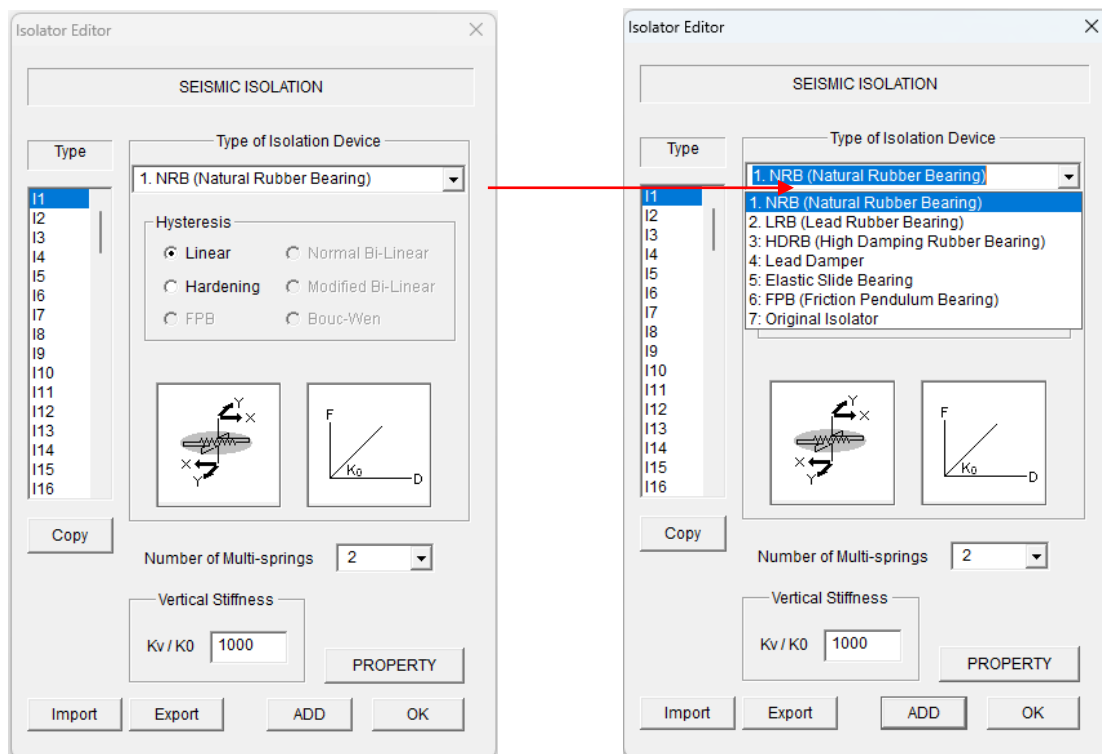 Isolator Editor
SEISMIC ISOLATION
Type
Type of Isolation Device
1. NRB (Natural Rubber Bearing)
I1
I2
I3
I4
I5
I6
I7
I8
I9
I10
I11
I12
I13
I14
I15
I16
Hysteresis
Linear
Normal Bi-Linear
Hardening
Modified Bi-Linear
FPB
Bouc-Wen
Y
X
X
Y
F
K0
D
Copy
Number of Multi-springs 2
Vertical Stiffness
Kv / K0 1000
PROPERTY
Import Export ADD OK
Isolator Editor
SEISMIC ISOLATION
Type
Type of Isolation Device
1. NRB (Natural Rubber Bearing)
1. NRB (Natural Rubber Bearing)
2. LRB (Lead Rubber Bearing)
3: HDRB (High Damping Rubber Bearing)
4: Lead Damper
5: Elastic Slide Bearing
6: FPB (Friction Pendulum Bearing)
7: Original Isolator
I1
I2
I3
I4
I5
I6
I7
I8
I9
I10
I11
I12
I13
I14
I15
I16
Y
X
X
Y
F
K0
D
Copy
Number of Multi-springs 2
Vertical Stiffness
Kv / K0 1000
PROPERTY
Import Export ADD OK